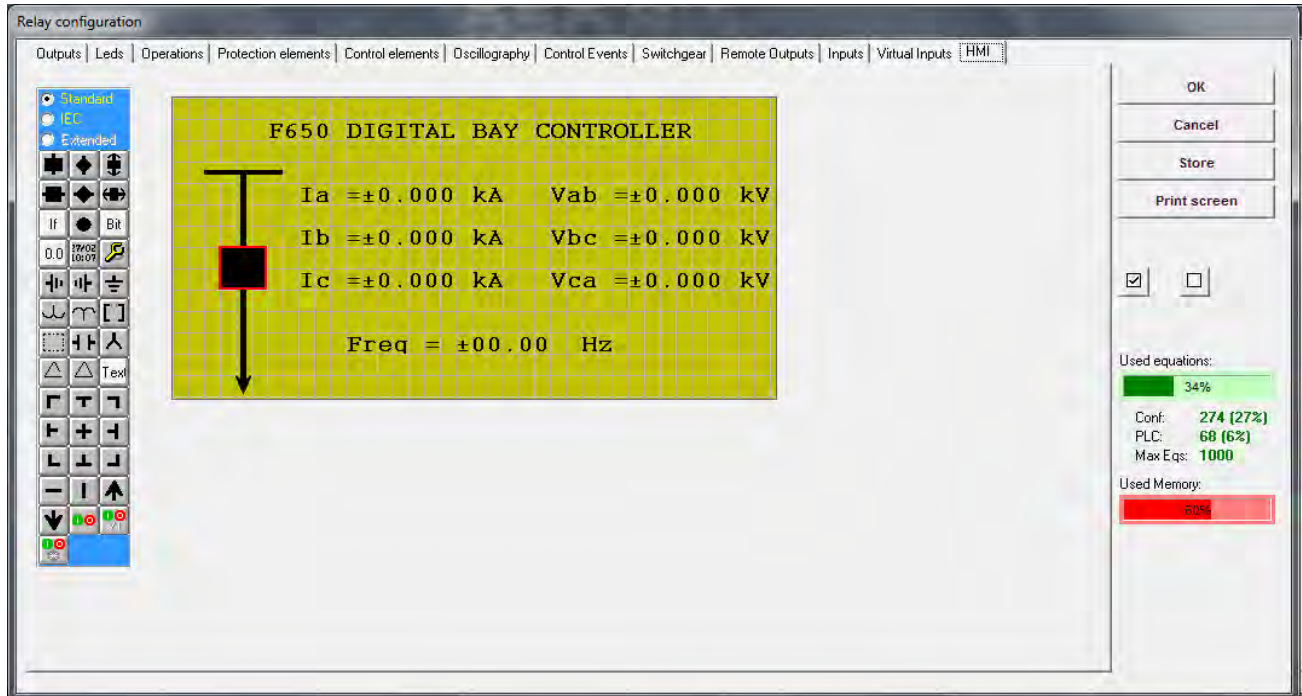 Relay configuration
Outputs Leds Operations Protection elements Control elements Oscillography Control Events Switchgear Remote Outputs Inputs Virtual Inputs HMI
Standard
IEC
Extended
If
Bit
0.0
27/02
10:07
Text
F650 DIGITAL BAY CONTROLLER
Ia =±0.000 kA Vab =±0.000 kV
Ib =±0.000 kA Vbc =±0.000 kV
Ic =±0.000 kA Vca =±0.000 kV
Freq = ±00.00 Hz
OK
Cancel
Store
Print screen
Used equations:
34%
Conf: 274 (27%)
PLC: 68 (6%)
Max Eqs: 1000
Used Memory:
60%